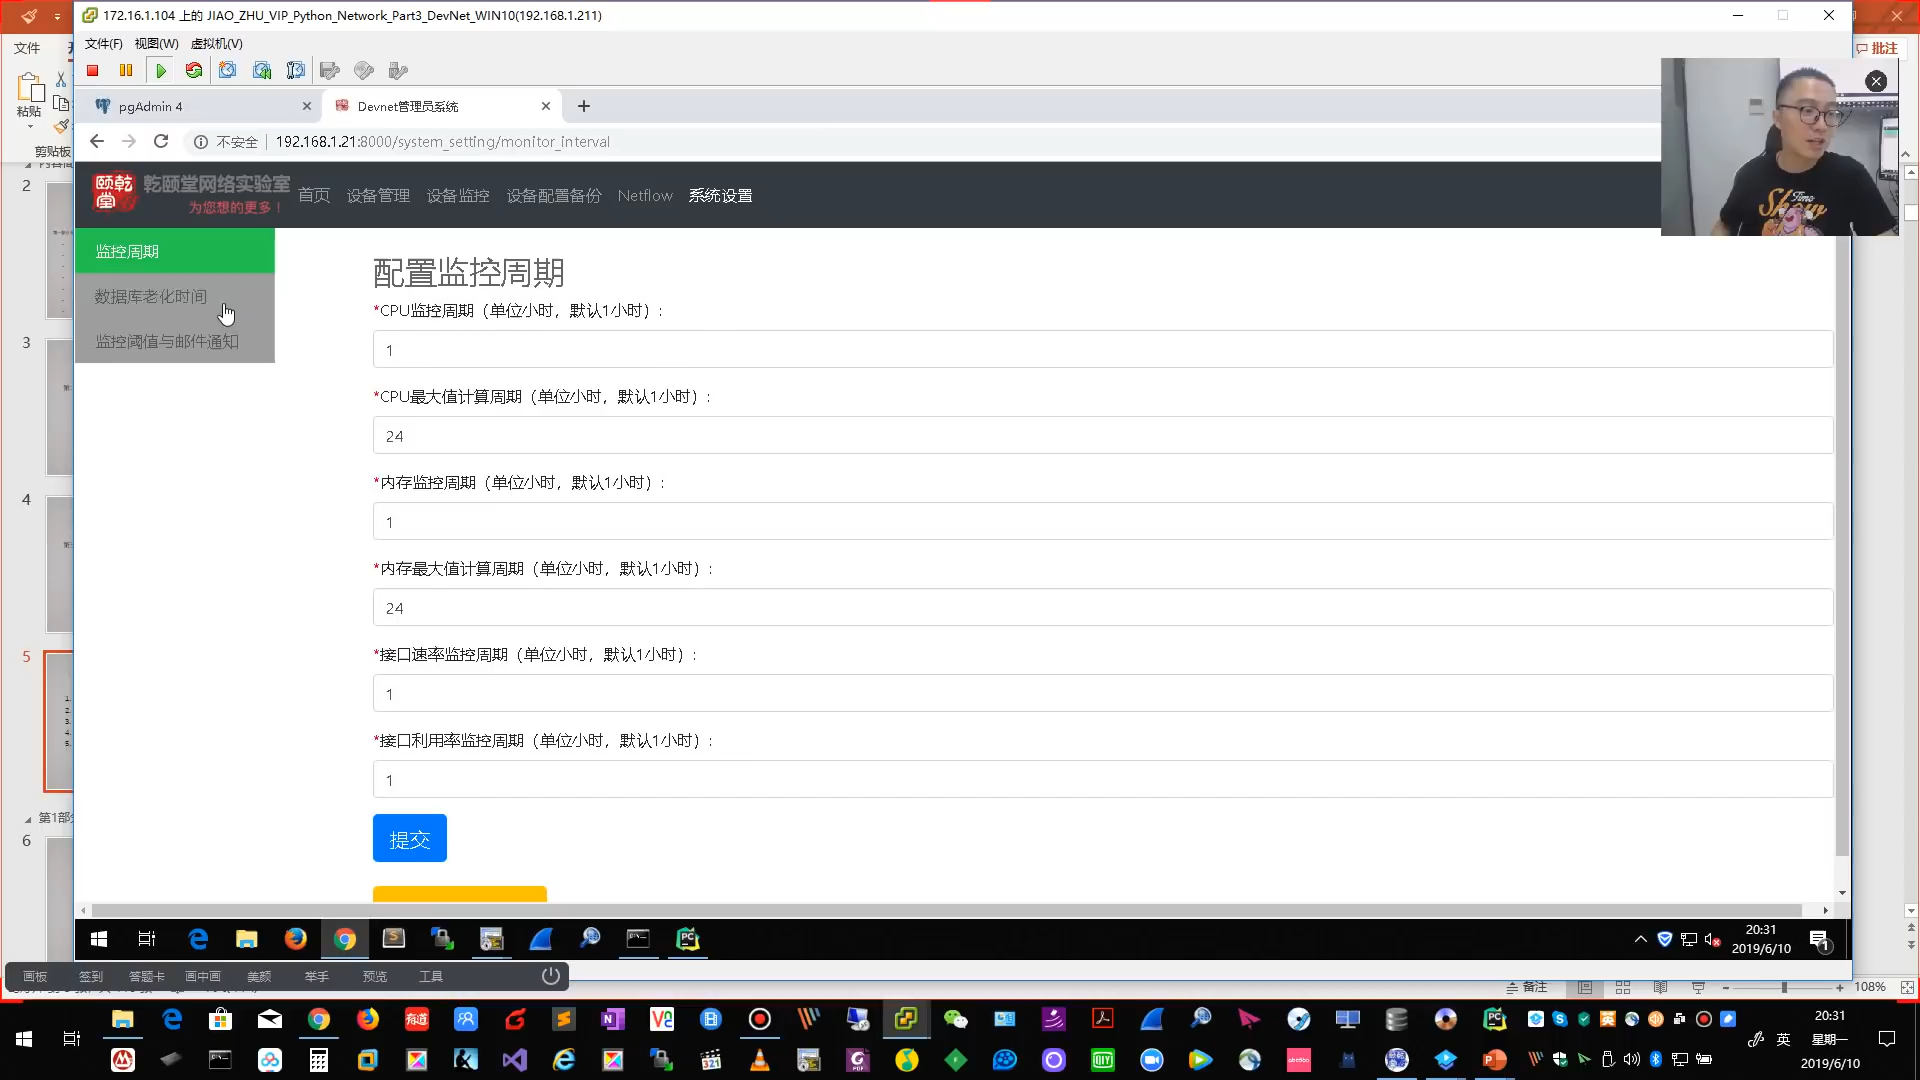 172.16.1.104 上的 JIAO_ZHU_VIP_Python_Network_Part3_DevNet_WIN10(192.168.1.211)
文件
文件(F) 视图(W) 虚拟机(V)
批注
粘贴
剪贴板
pgAdmin 4
Devnet管理员系统
不安全 | 192.168.1.21:8000/system_setting/monitor_interval
颐乾堂
乾颐堂网络实验室
为您想的更多！
首页 设备管理 设备监控 设备配置备份 Netflow 系统设置
监控周期
数据库老化时间
监控阈值与邮件通知
配置监控周期
*CPU监控周期（单位小时，默认1小时）:
1
*CPU最大值计算周期（单位小时，默认1小时）:
24
*内存监控周期（单位小时，默认1小时）:
1
*内存最大值计算周期（单位小时，默认1小时）:
24
*接口速率监控周期（单位小时，默认1小时）:
1
*接口利用率监控周期（单位小时，默认1小时）:
1
提交
2
3
4
5
第1部
6
20:31
2019/6/10
1
画板 签到 答题卡 画中画 美颜 举手 预览 工具
备注
108%
20:31
英 星期一
2019/6/10